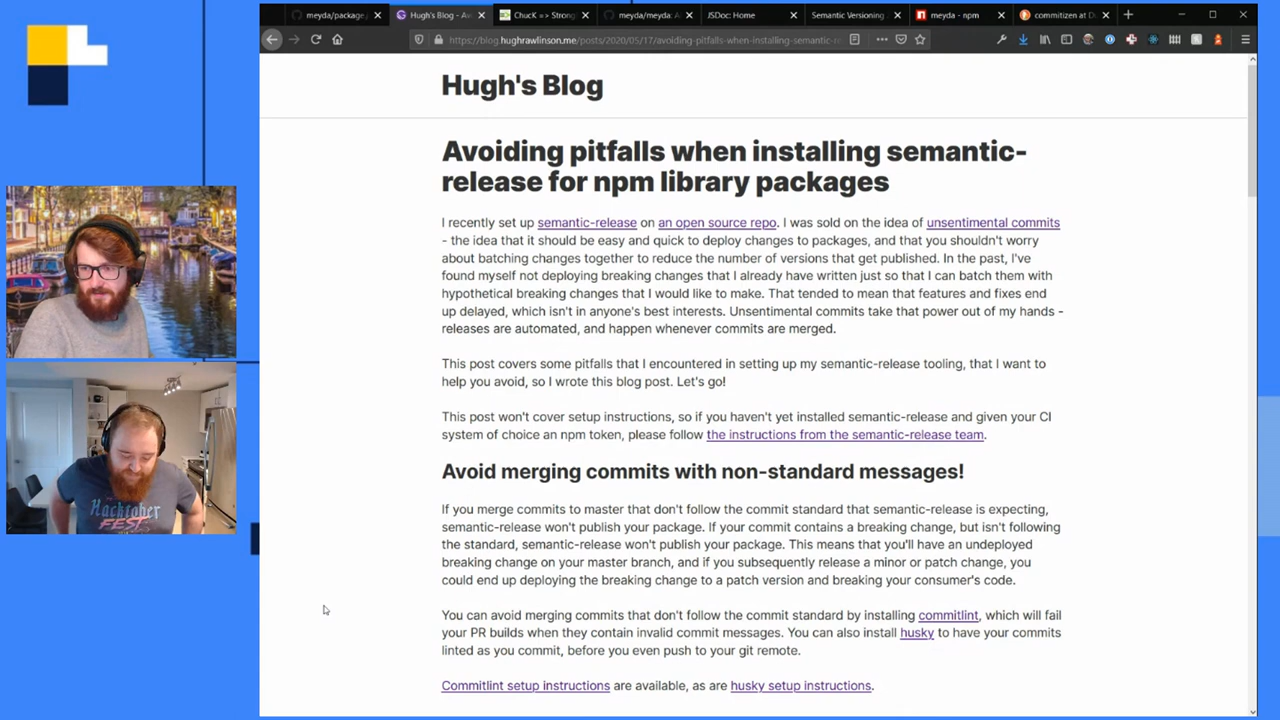 meyda/package.
Hugh's Blog - Av
ChucK => Strong
meyda/meyda: A
JSDoc: Home
Semantic Versioning
meyda - npm
commitizen at D
https://blog.hughrawlinson.me/posts/2020/05/17/avoiding-pitfalls-when-installing-semantic-r
Hugh's Blog
Avoiding pitfalls when installing semantic-
release for npm library packages
I recently set up semantic-release on an open source repo. I was sold on the idea of unsentimental commits
- the idea that it should be easy and quick to deploy changes to packages, and that you shouldn't worry
about batching changes together to reduce the number of versions that get published. In the past, I've
found myself not deploying breaking changes that I already have written just so that I can batch them with
hypothetical breaking changes that I would like to make. That tended to mean that features and fixes end
up delayed, which isn't in anyone's best interests. Unsentimental commits take that power out of my hands -
releases are automated, and happen whenever commits are merged.
This post covers some pitfalls that I encountered in setting up my semantic-release tooling, that I want to
help you avoid, so I wrote this blog post. Let's go!
This post won't cover setup instructions, so if you haven't yet installed semantic-release and given your CI
system of choice an npm token, please follow the instructions from the semantic-release team.
Avoid merging commits with non-standard messages!
If you merge commits to master that don't follow the commit standard that semantic-release is expecting,
semantic-release won't publish your package. If your commit contains a breaking change, but isn't following
the standard, semantic-release won't publish your package. This means that you'll have an undeployed
breaking change on your master branch, and if you subsequently release a minor or patch change, you
could end up deploying the breaking change to a patch version and breaking your consumer's code.
You can avoid merging commits that don't follow the commit standard by installing commitlint, which will fail
your PR builds when they contain invalid commit messages. You can also install husky to have your commits
linted as you commit, before you even push to your git remote.
Commitlint setup instructions are available, as are husky setup instructions.
Hacktober
FEST